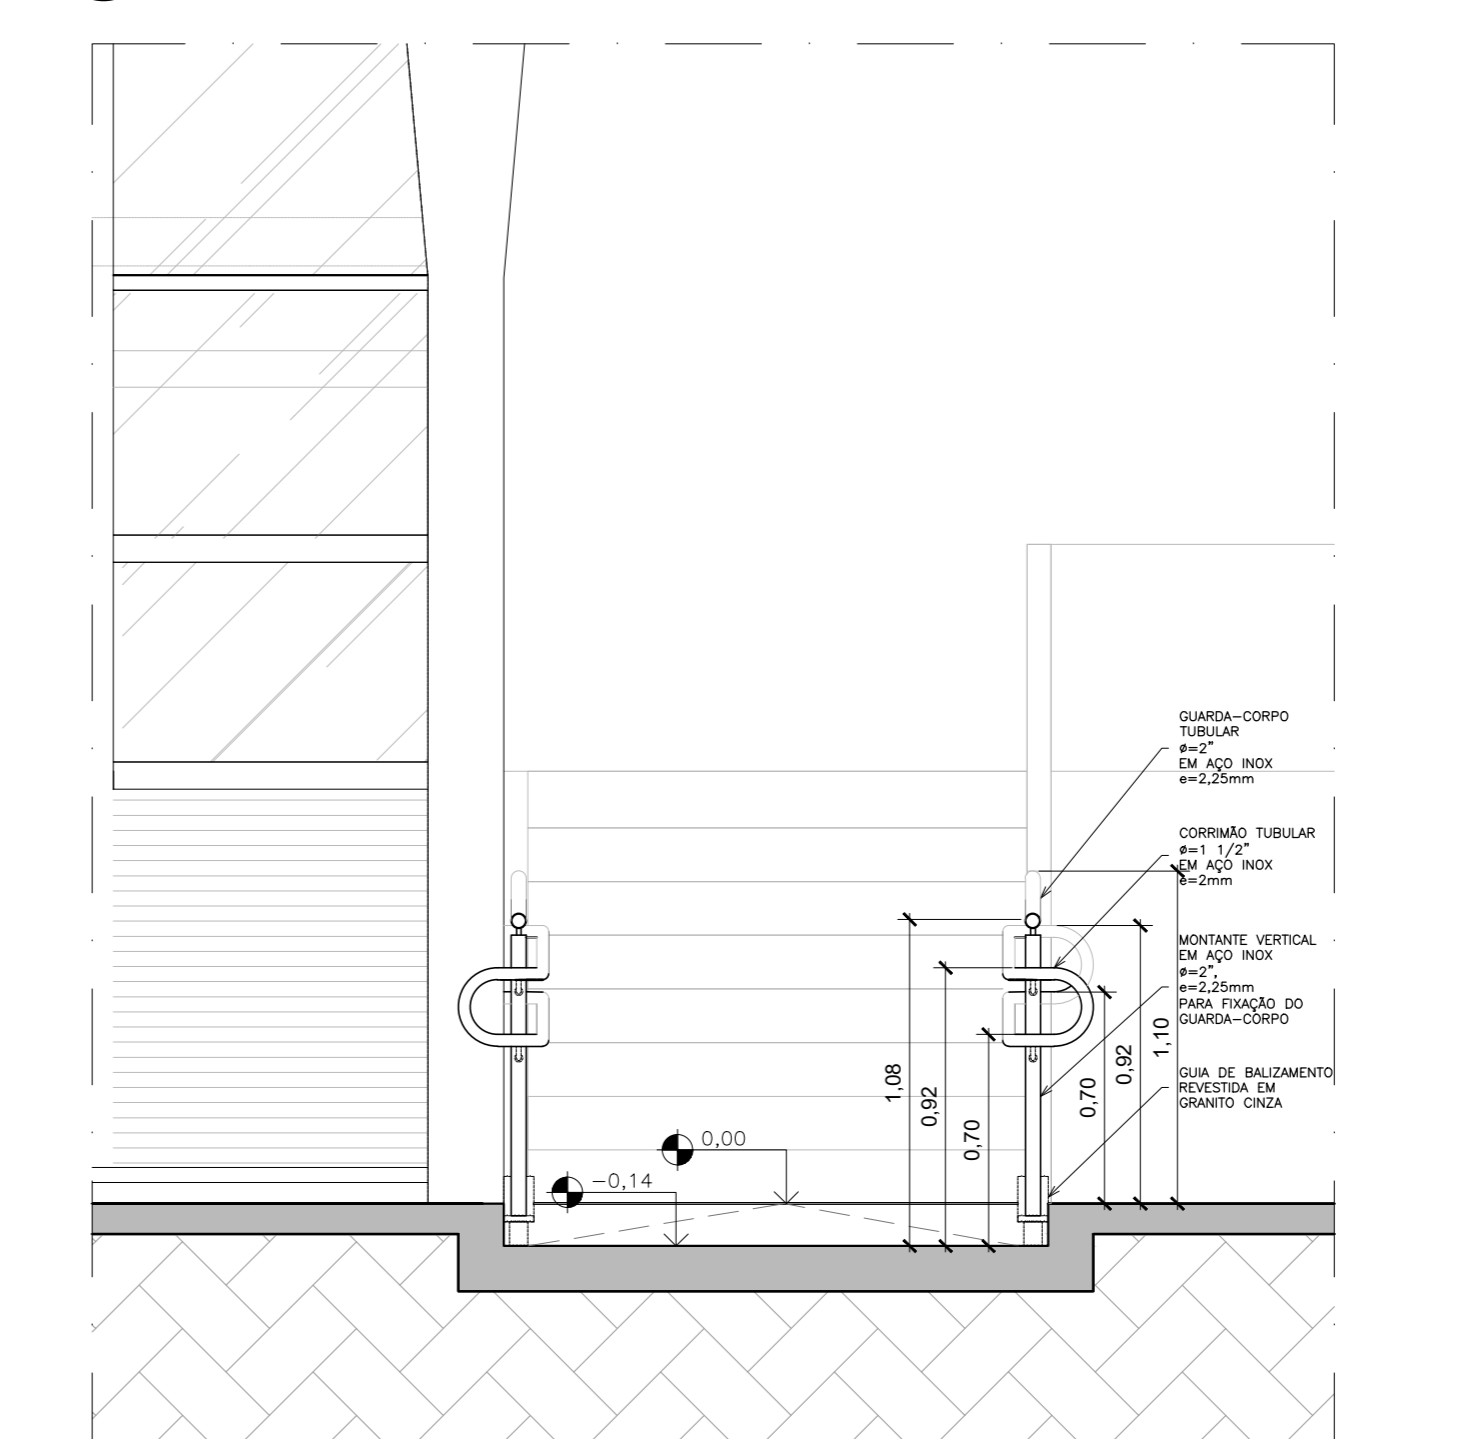 GUARDA-CORPO
TUBULAR
ø=2"
EM AÇO INOX
e=2,25mm
CORRIMÃO TUBULAR
ø=1 1/2"
EM AÇO INOX
e=2mm
MONTANTE VERTICAL
EM AÇO INOX
ø=2",
e=2,25mm
PARA FIXAÇÃO DO
GUARDA-CORPO
GUIA DE BALIZAMENTO
REVESTIDA EM
GRANITO CINZA
1,08
0,92
0,70
0,70
0,92
1,10
0,00
-0,14